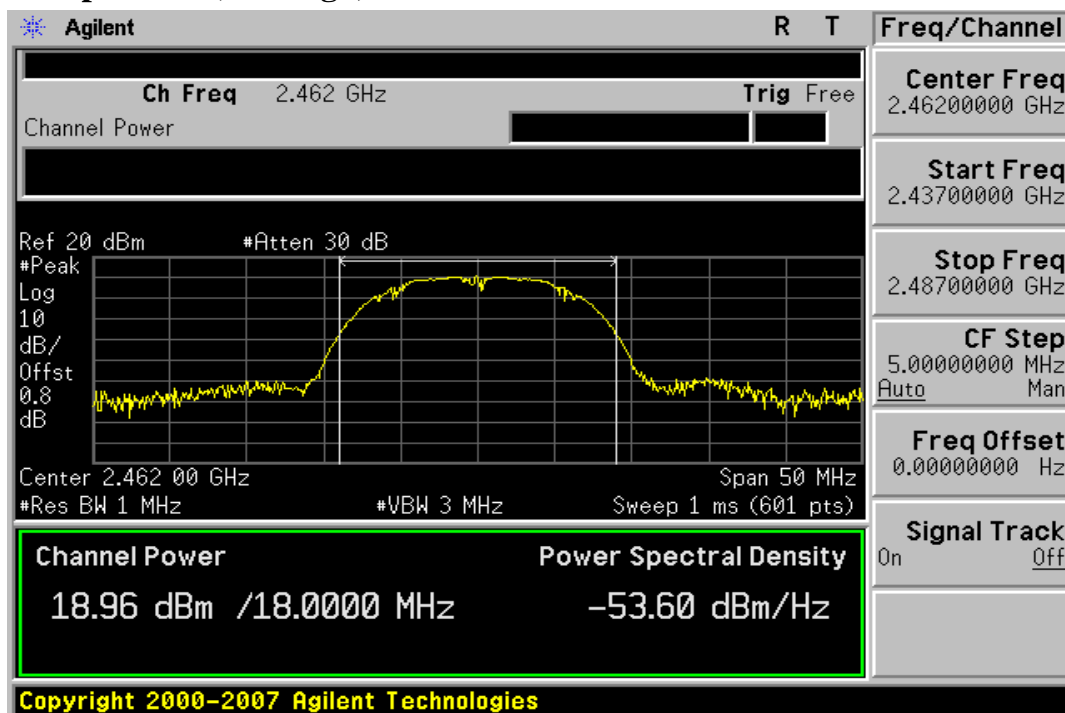 Agilent R T Freq/Channel
Ch Freq 2.462 GHz Trig Free
Channel Power
Center Freq
2.46200000 GHz
Start Freq
2.43700000 GHz
Stop Freq
2.48700000 GHz
CF Step
5.00000000 MHz
Auto Man
Freq Offset
0.00000000 Hz
Signal Track
On Off
Ref 20 dBm #Atten 30 dB
#Peak
Log
10
dB/
Offst
0.8
dB
Center 2.462 00 GHz Span 50 MHz
#Res BW 1 MHz #VBW 3 MHz Sweep 1 ms (601 pts)
Channel Power Power Spectral Density
18.96 dBm /18.0000 MHz -53.60 dBm/Hz
Copyright 2000-2007 Agilent Technologies